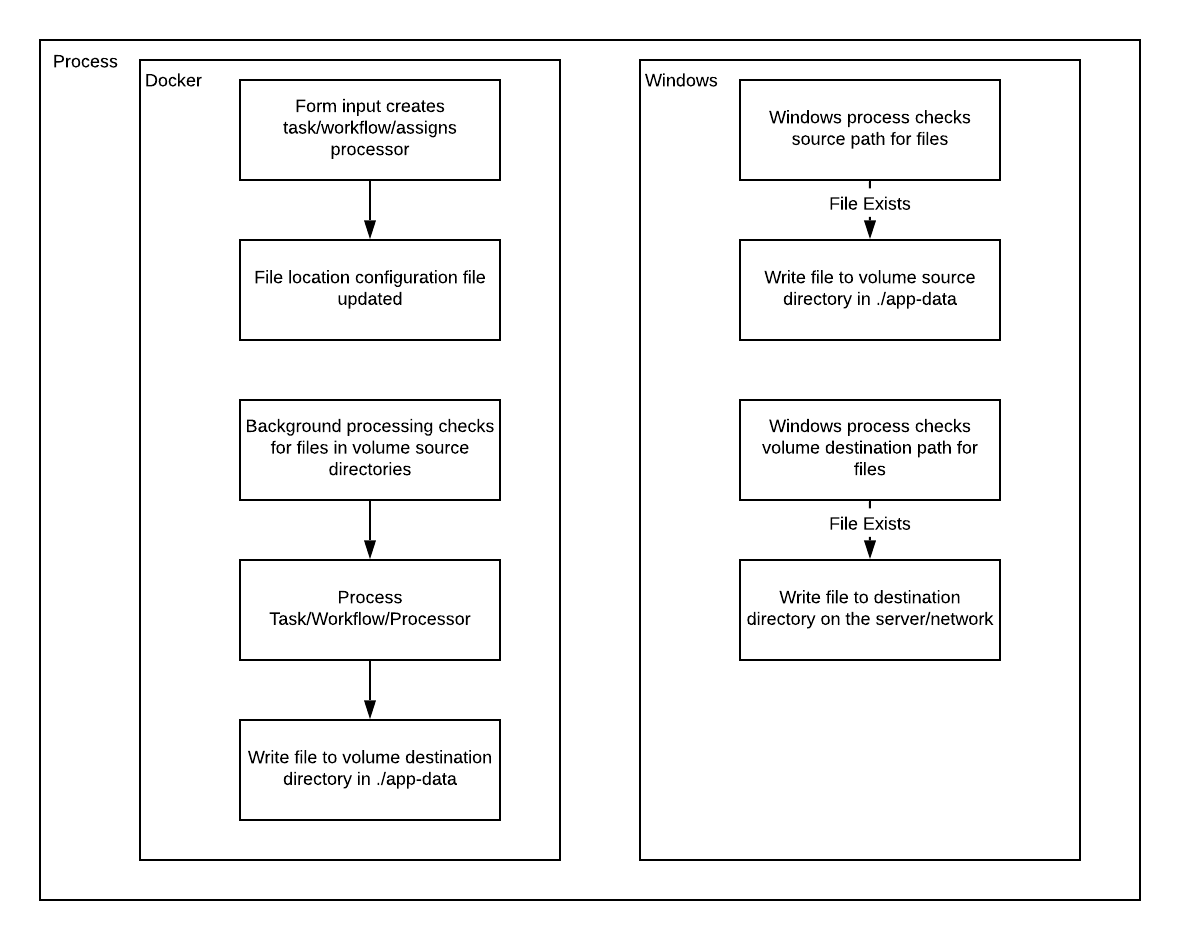 Process
Docker
Form input creates
task/workflow/assigns
processor
File location configuration file
updated
Background processing checks
for files in volume source
directories
Process
Task/Workflow/Processor
Write file to volume destination
directory in ./app-data
Windows
Windows process checks
source path for files
File Exists
Write file to volume source
directory in ./app-data
Windows process checks
volume destination path for
files
File Exists
Write file to destination
directory on the server/network